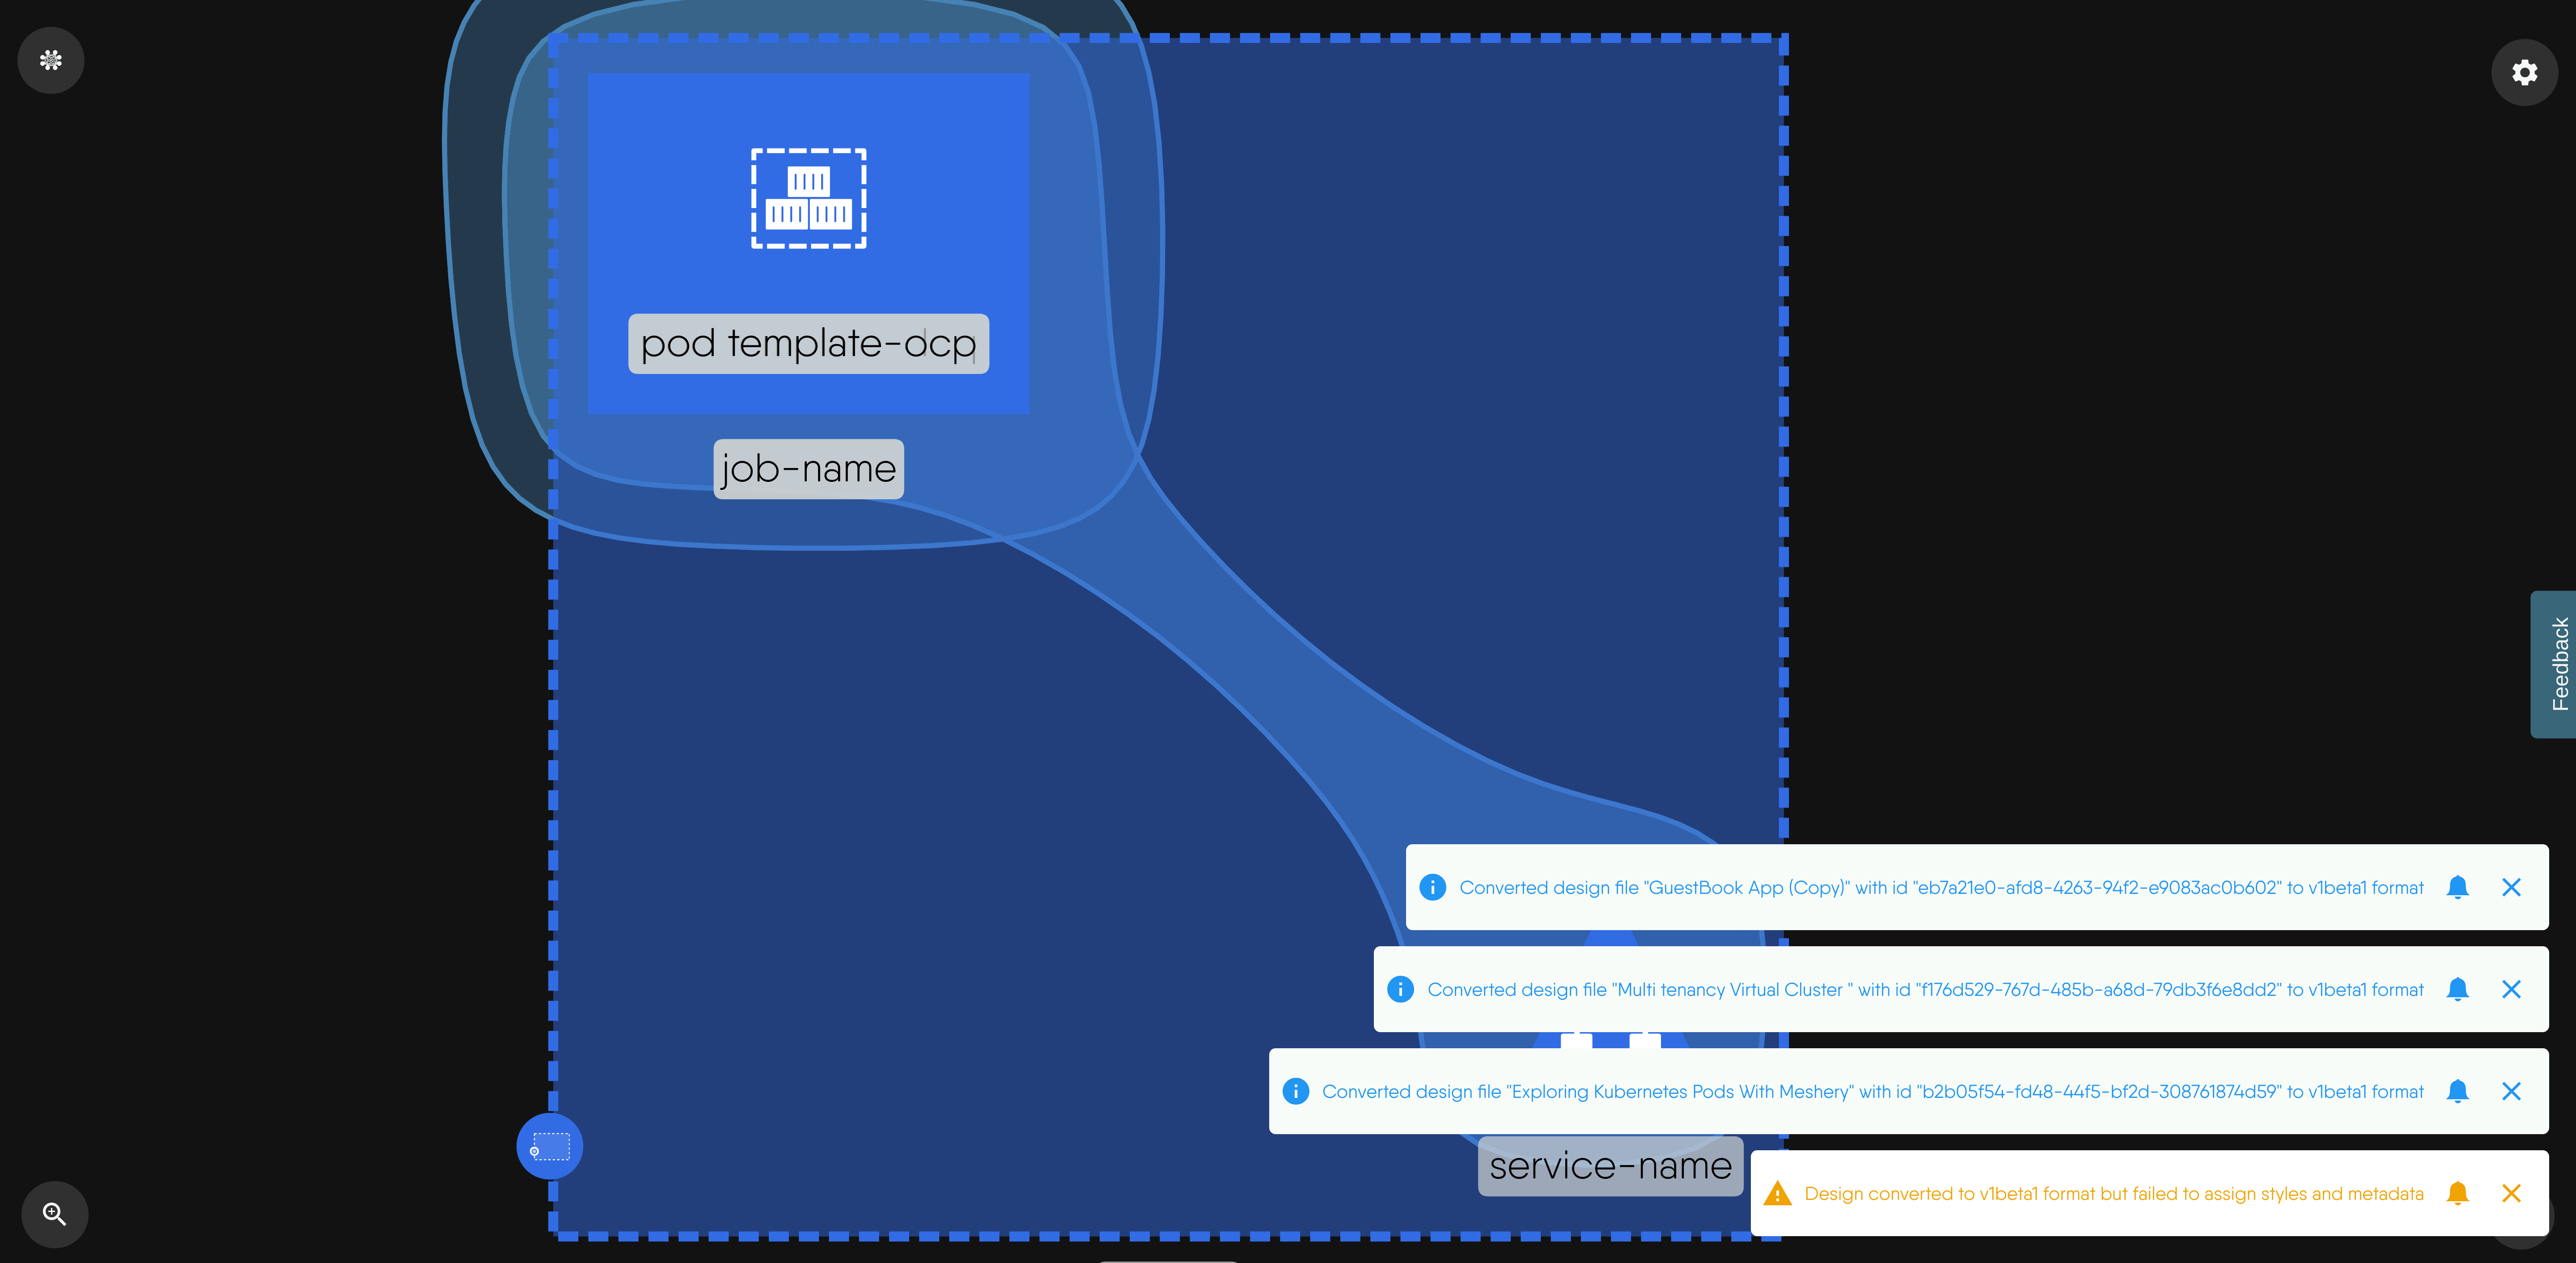 pod template-dcp
job-name
Feedback
Converted design file "GuestBook App (Copy)" with id "eb7a21e0-afd8-4263-94f2-e9083ac0b602" to v1beta1 format
Converted design file "Multi tenancy Virtual Cluster " with id "f176d529-767d-485b-a68d-79db3f6e8dd2" to v1beta1 format
Converted design file "Exploring Kubernetes Pods With Meshery" with id "b2b05f54-fd48-44f5-bf2d-308761874d59" to v1beta1 format
service-name
Design converted to v1beta1 format but failed to assign styles and metadata